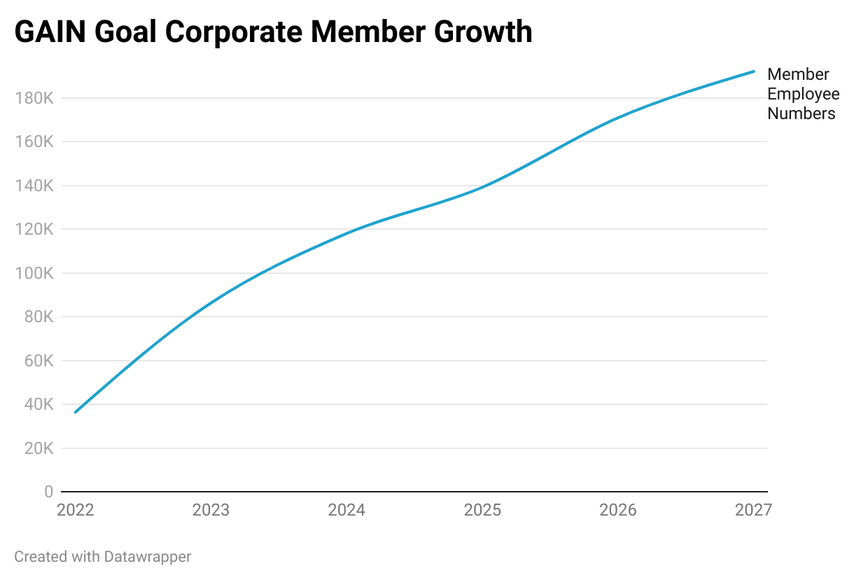 GAIN Goal Corporate Member Growth
Member
Employee
Numbers
180K
160K
140K
120K
100K
80K
60K
40K
20K
0
2022 2023 2024 2025 2026 2027
Created with Datawrapper